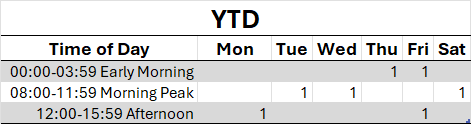 YTD
Time of Day Mon Tue Wed Thu Fri Sat
00:00-03:59 Early Morning 1 1
08:00-11:59 Morning Peak 1 1 1
12:00-15:59 Afternoon 1 1